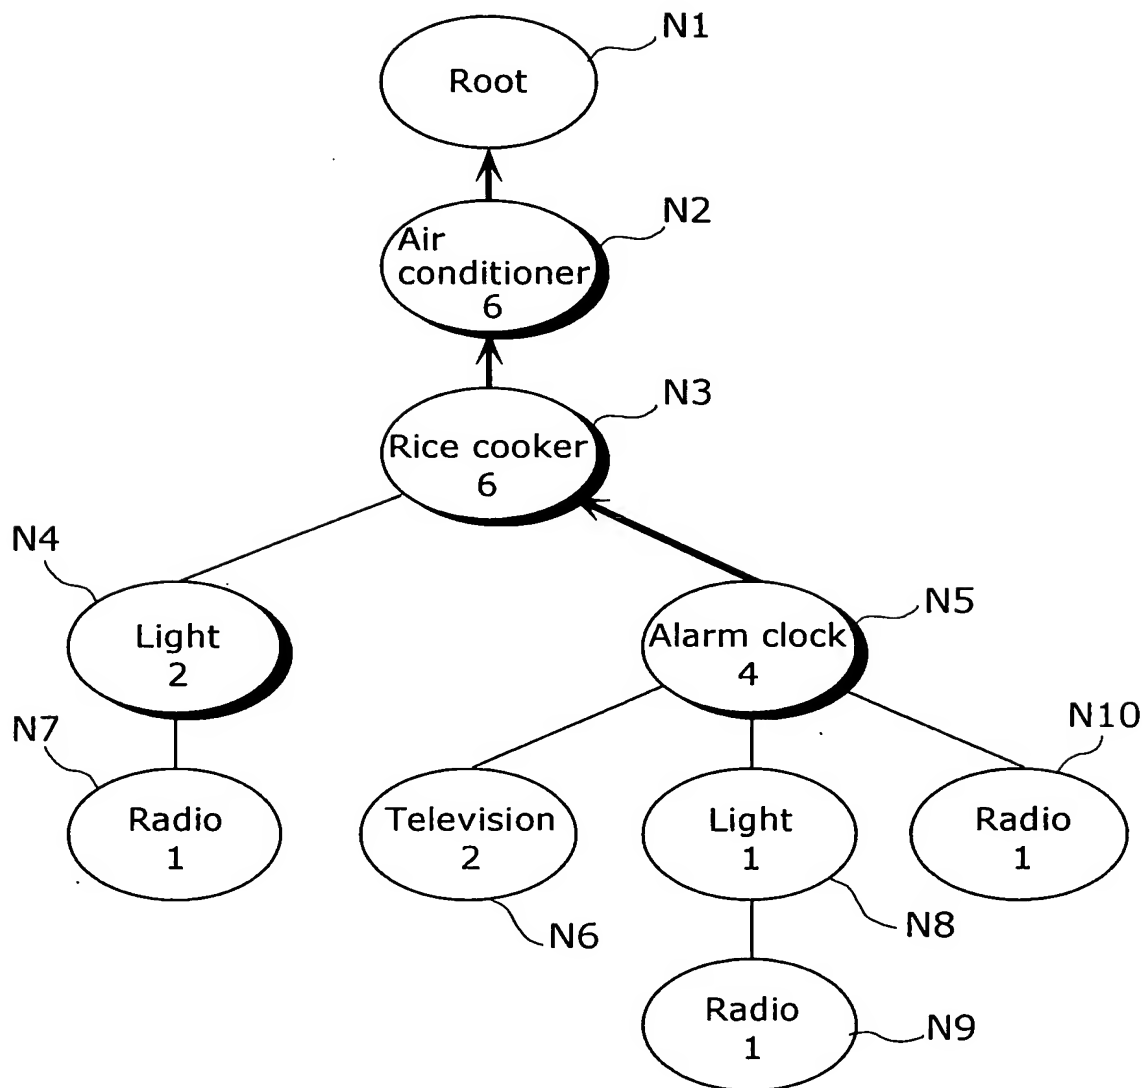 N1
Root
N2
Air
conditioner
6
N3
Rice cooker
6
N4
Light
2
N5
Alarm clock
4
N7
Radio
1
Television
2
N6
Light
1
N8
N10
Radio
1
Radio
1
N9